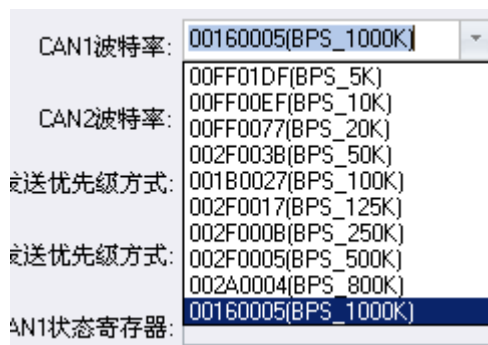 CAN1波特率: 00160005(BPS_1000K)
00FF01DF(BPS_5K)
00FF00EF(BPS_10K)
CAN2波特率: 00FF0077(BPS_20K)
002F003B(BPS_50K)
发送优先级方式: 001B0027(BPS_100K)
002F0017(BPS_125K)
002F000B(BPS_250K)
发送优先级方式: 002F0005(BPS_500K)
002A0004(BPS_800K)
00160005(BPS_1000K)
AN1状态寄存器: